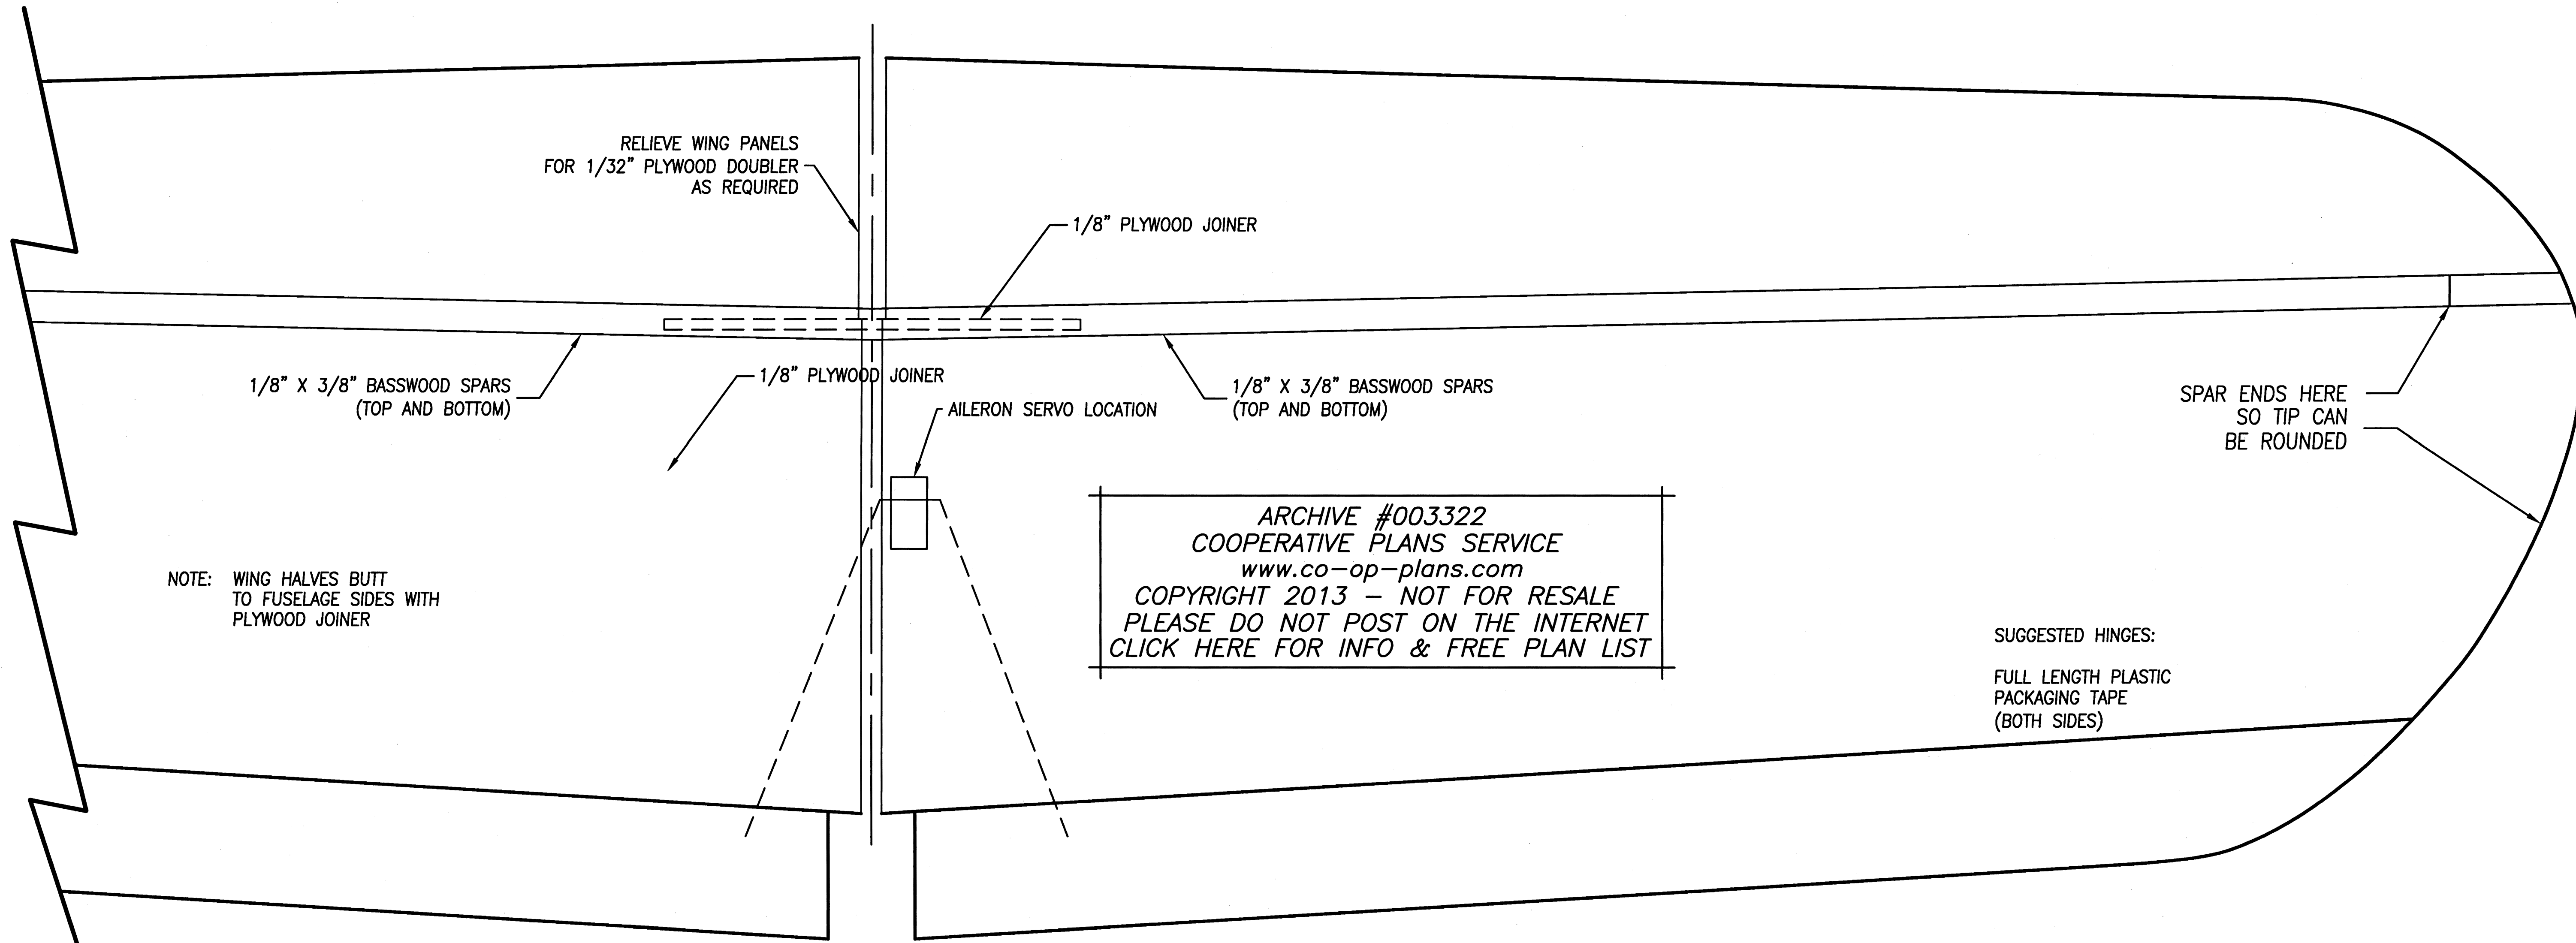 RELIEVE WING PANELS
FOR 1/32" PLYWOOD DOUBLER
AS REQUIRED
1/8" PLYWOOD JOINER
1/8" X 3/8" BASSWOOD SPARS
(TOP AND BOTTOM)
1/8" PLYWOOD JOINER
AILERON SERVO LOCATION
1/8" X 3/8" BASSWOOD SPARS
(TOP AND BOTTOM)
SPAR ENDS HERE
SO TIP CAN
BE ROUNDED
NOTE: WING HALVES BUTT
TO FUSELAGE SIDES WITH
PLYWOOD JOINER
ARCHIVE #003322
COOPERATIVE PLANS SERVICE
www.co-op-plans.com
COPYRIGHT 2013 - NOT FOR RESALE
PLEASE DO NOT POST ON THE INTERNET
CLICK HERE FOR INFO & FREE PLAN LIST
SUGGESTED HINGES:
FULL LENGTH PLASTIC
PACKAGING TAPE
(BOTH SIDES)